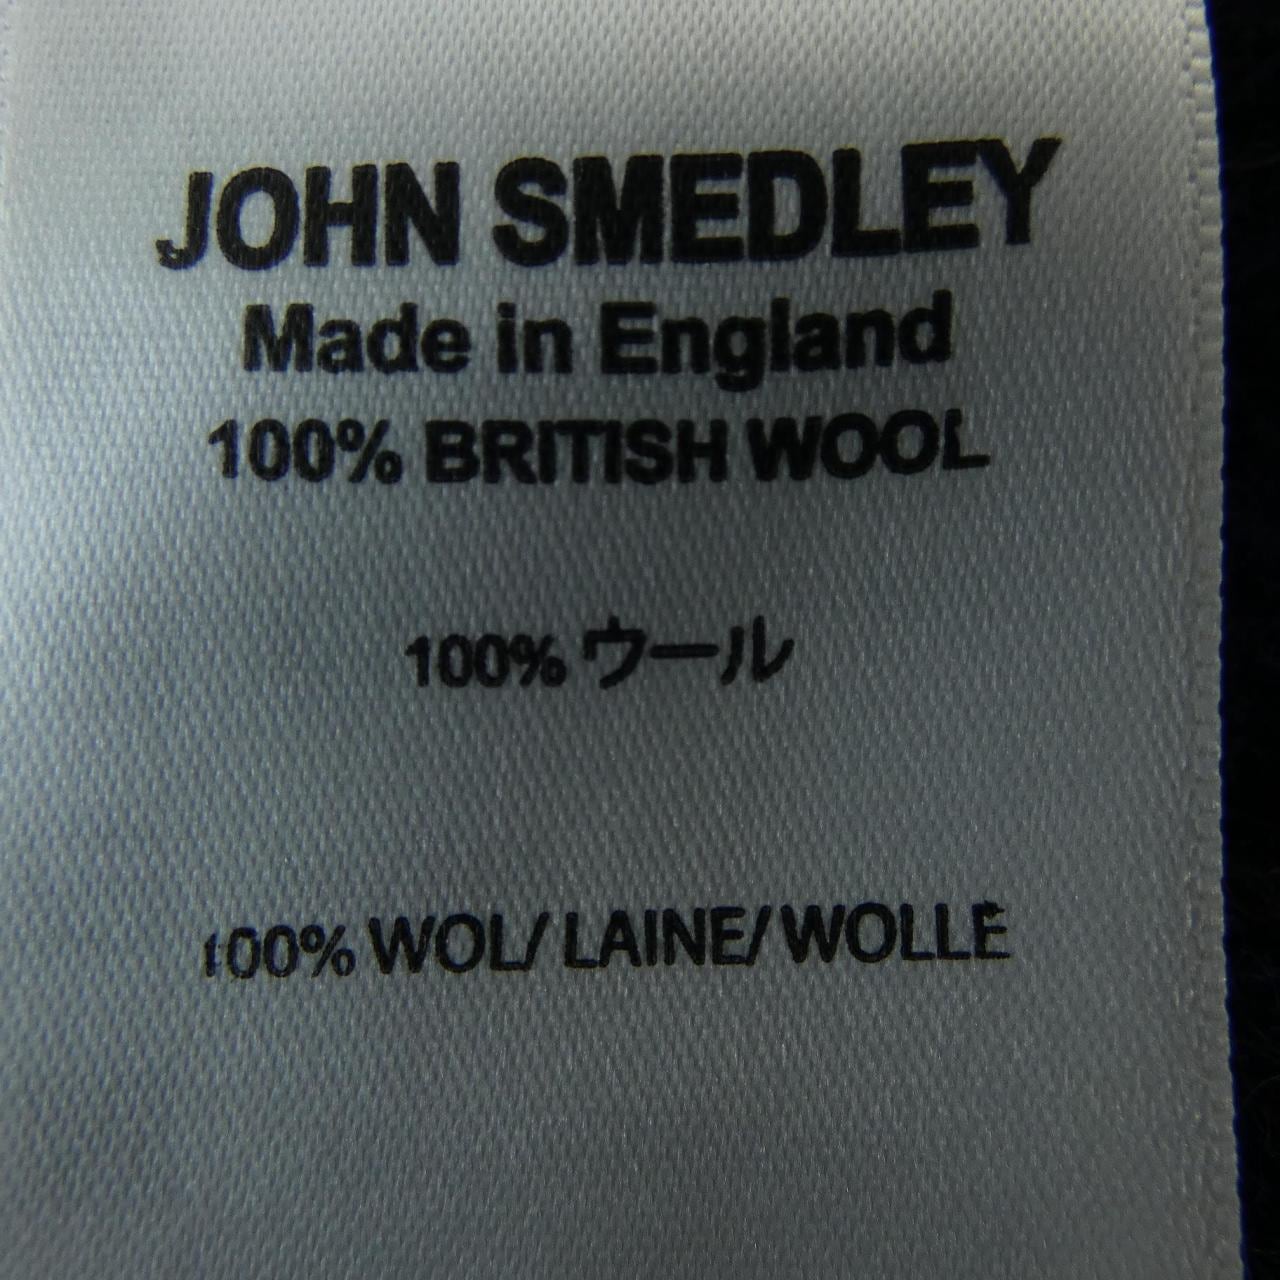 JOHN SMEDLEY
Made in England
100% BRITISH WOOL
100% ウール
100% WOL/ LAINE/ WOLLE